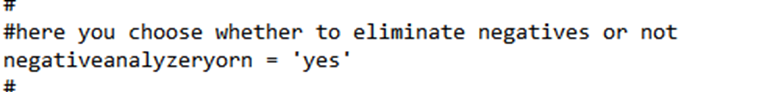 #
#here you choose whether to eliminate negatives or not
negativeanalyzeryorn = 'yes'
#